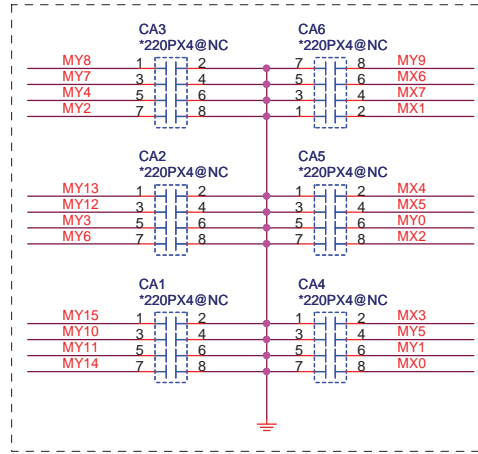 CA3 CA6
*220PX4@NC *220PX4@NC
MY8 1 2 7 8 MY9
MY7 3 4 5 6 MX6
MY4 5 6 3 4 MX7
MY2 7 8 1 2 MX1
CA2 CA5
*220PX4@NC *220PX4@NC
MY13 1 2 1 2 MX4
MY12 3 4 3 4 MX5
MY3 5 6 5 6 MY0
MY6 7 8 7 8 MX2
CA1 CA4
*220PX4@NC *220PX4@NC
MY15 1 2 1 2 MX3
MY10 3 4 3 4 MY5
MY11 5 6 5 6 MY1
MY14 7 8 7 8 MX0